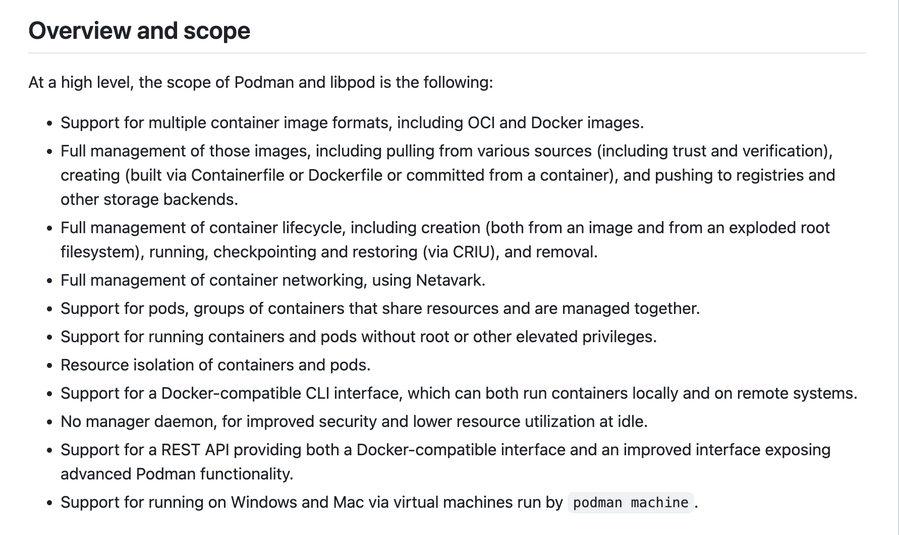 Overview and scope
At a high level, the scope of Podman and libpod is the following:
• Support for multiple container image formats, including OCI and Docker images.
• Full management of those images, including pulling from various sources (including trust and verification),
creating (built via Containerfile or Dockerfile or committed from a container), and pushing to registries and
other storage backends.
• Full management of container lifecycle, including creation (both from an image and from an exploded root
filesystem), running, checkpointing and restoring (via CRIU), and removal.
• Full management of container networking, using Netavark.
• Support for pods, groups of containers that share resources and are managed together.
• Support for running containers and pods without root or other elevated privileges.
• Resource isolation of containers and pods.
• Support for a Docker-compatible CLI interface, which can both run containers locally and on remote systems.
• No manager daemon, for improved security and lower resource utilization at idle.
• Support for a REST API providing both a Docker-compatible interface and an improved interface exposing
advanced Podman functionality.
• Support for running on Windows and Mac via virtual machines run by podman machine.